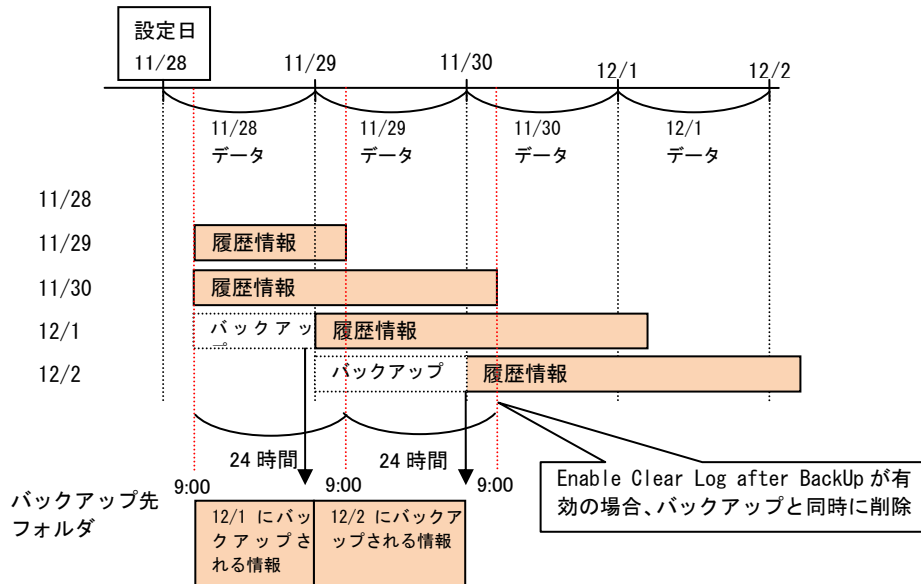 設定日
11/28
11/29
11/30
12/1
12/2
11/28
データ
11/29
データ
11/30
データ
12/1
データ
11/28
11/29
履歴情報
11/30
履歴情報
12/1
バックアップ
履歴情報
12/2
バックアップ
履歴情報
24 時間
24 時間
9:00
9:00
9:00
Enable Clear Log after BackUp が有
効の場合、バックアップと同時に削除
バックアップ先
フォルダ
12/1 にバッ
クアップさ
れる情報
12/2 にバックア
ップされる情報